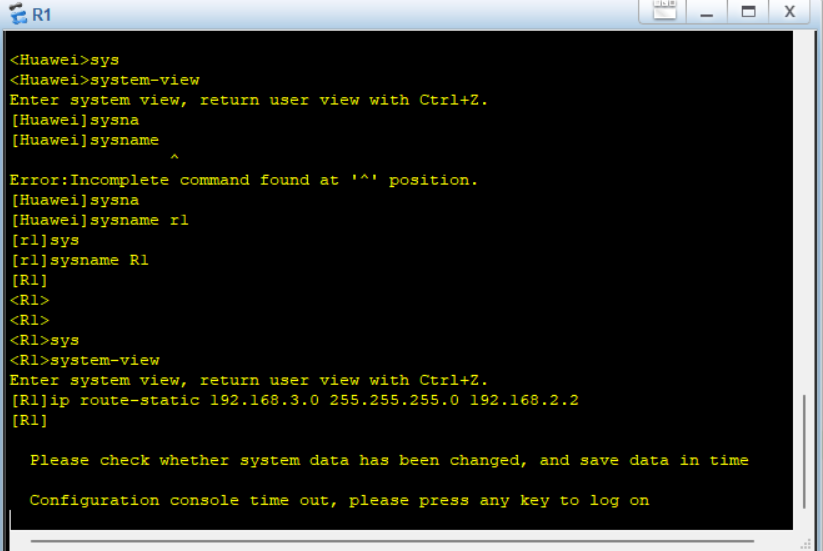 R1
X
<Huawei>sys
<Huawei>system-view
Enter system view, return user view with Ctrl+Z.
[Huawei]sysna
[Huawei]sysname
^
Error:Incomplete command found at '^' position.
[Huawei]sysna
[Huawei]sysname r1
[r1]sys
[r1]sysname R1
[R1]
<R1>
<R1>
<R1>sys
<R1>system-view
Enter system view, return user view with Ctrl+Z.
[R1]ip route-static 192.168.3.0 255.255.255.0 192.168.2.2
[R1]
Please check whether system data has been changed, and save data in time
Configuration console time out, please press any key to log on